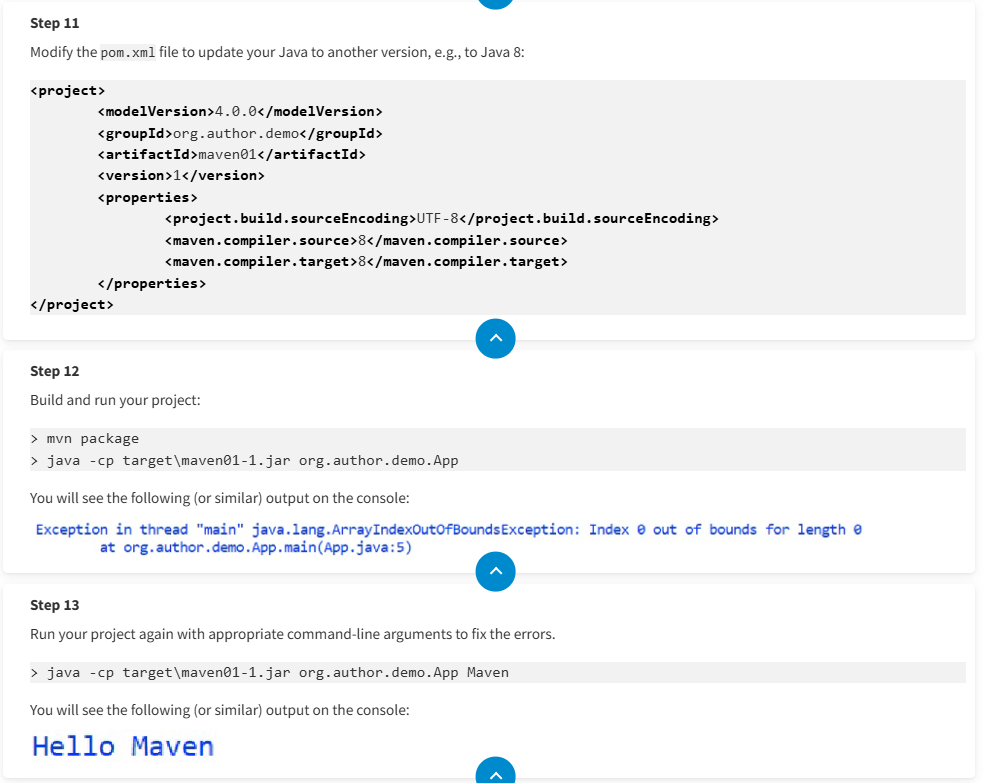 Step 11
Modify the pom.xml file to update your Java to another version, e.g., to Java 8:
<project>
        <modelVersion>4.0.0</modelVersion>
        <groupId>org.author.demo</groupId>
        <artifactId>maven01</artifactId>
        <version>1</version>
        <properties>
                <project.build.sourceEncoding>UTF-8</project.build.sourceEncoding>
                <maven.compiler.source>8</maven.compiler.source>
                <maven.compiler.target>8</maven.compiler.target>
        </properties>
</project>
Step 12
Build and run your project:
> mvn package
> java -cp target\maven01-1.jar org.author.demo.App
You will see the following (or similar) output on the console:
Exception in thread "main" java.lang.ArrayIndexOutOfBoundsException: Index 0 out of bounds for length 0
        at org.author.demo.App.main(App.java:5)
Step 13
Run your project again with appropriate command-line arguments to fix the errors.
> java -cp target\maven01-1.jar org.author.demo.App Maven
You will see the following (or similar) output on the console:
Hello Maven